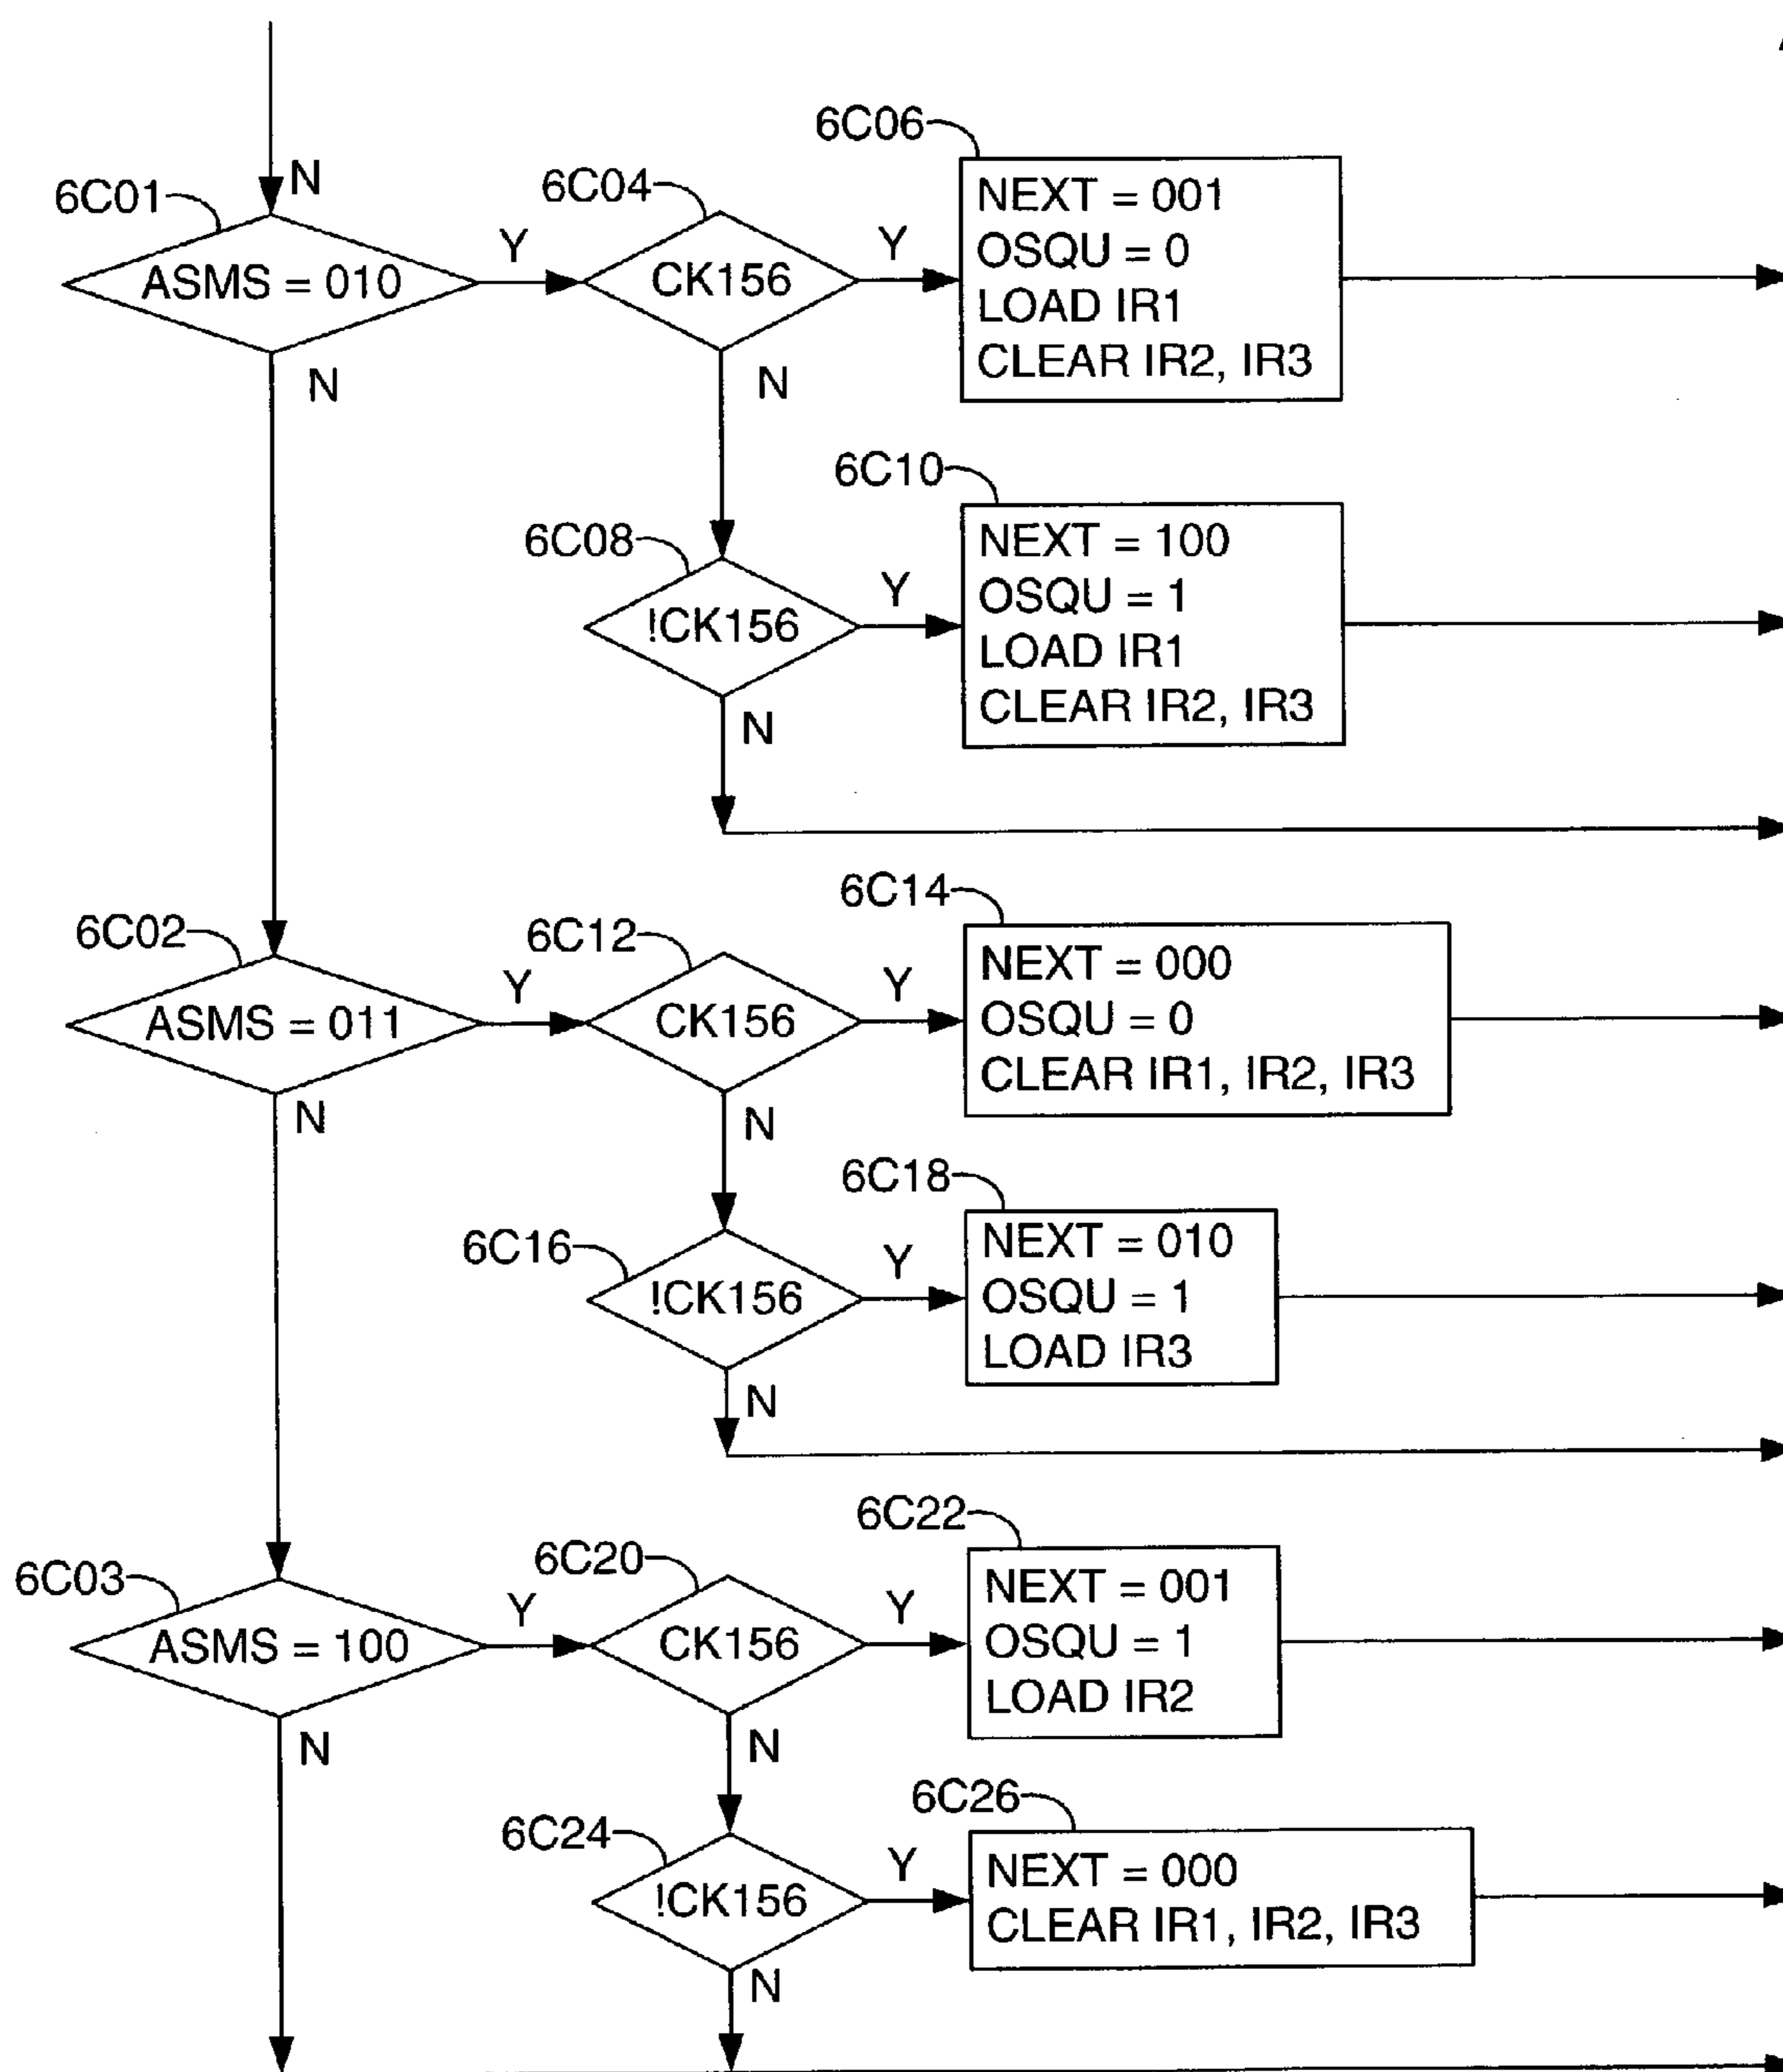 N
6C01
ASMS = 010
Y
N
6C04
CK156
Y
N
6C06
NEXT = 001
OSQU = 0
LOAD IR1
CLEAR IR2, IR3
6C08
!CK156
Y
N
6C10
NEXT = 100
OSQU = 1
LOAD IR1
CLEAR IR2, IR3
6C02
ASMS = 011
Y
N
6C12
CK156
Y
N
6C14
NEXT = 000
OSQU = 0
CLEAR IR1, IR2, IR3
6C16
!CK156
Y
N
6C18
NEXT = 010
OSQU = 1
LOAD IR3
6C03
ASMS = 100
Y
N
6C20
CK156
Y
N
6C22
NEXT = 001
OSQU = 1
LOAD IR2
6C24
!CK156
Y
N
6C26
NEXT = 000
CLEAR IR1, IR2, IR3